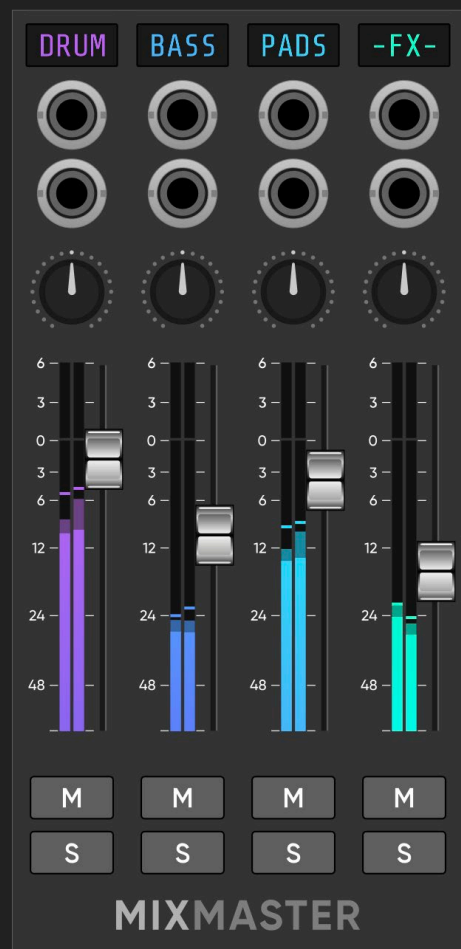 DRUM BASS PADS -FX-
6 6 6 6
3 3 3 3
0 0 0 0
3 3 3 3
6 6 6 6
12 12 12 12
24 24 24 24
48 48 48 48
M M M M
S S S S
MIXMASTER